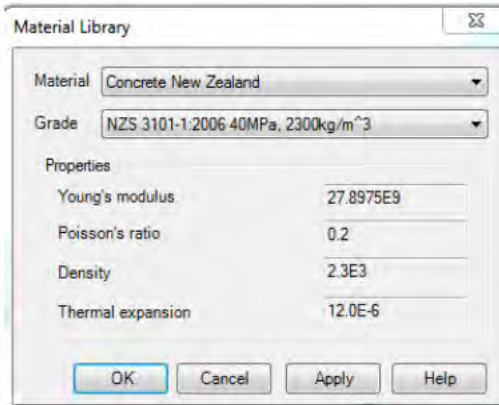 Material Library
Material Concrete New Zealand
Grade NZS 3101-1:2006 40MPa, 2300kg/m^3
Properties
Young's modulus 27.8975E9
Poisson's ratio 0.2
Density 2.3E3
Thermal expansion 12.0E-6
OK Cancel Apply Help